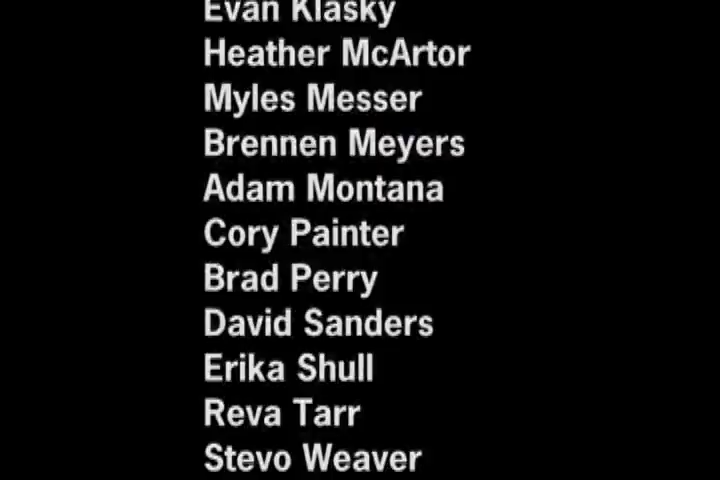 Evan Klasky
Heather McArtor
Myles Messer
Brennen Meyers
Adam Montana
Cory Painter
Brad Perry
David Sanders
Erika Shull
Reva Tarr
Stevo Weaver